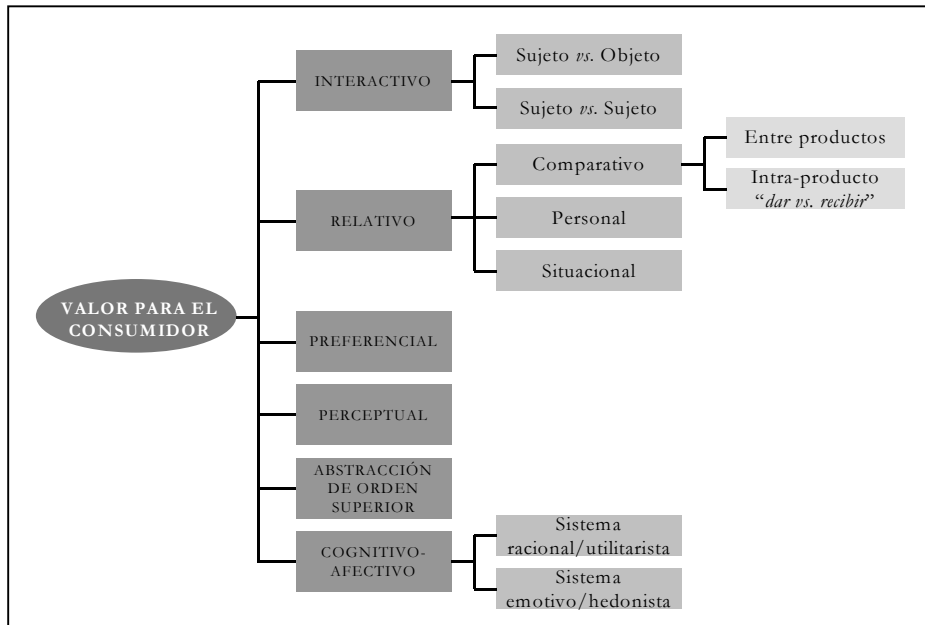 VALOR PARA EL
CONSUMIDOR
INTERACTIVO
Sujeto vs. Objeto
Sujeto vs. Sujeto
RELATIVO
Comparativo
Entre productos
Intra-producto
“dar vs. recibir”
Personal
Situacional
PREFERENCIAL
PERCEPTUAL
ABSTRACCIÓN
DE ORDEN
SUPERIOR
COGNITIVO-
AFECTIVO
Sistema
racional/utilitarista
Sistema
emotivo/hedonista